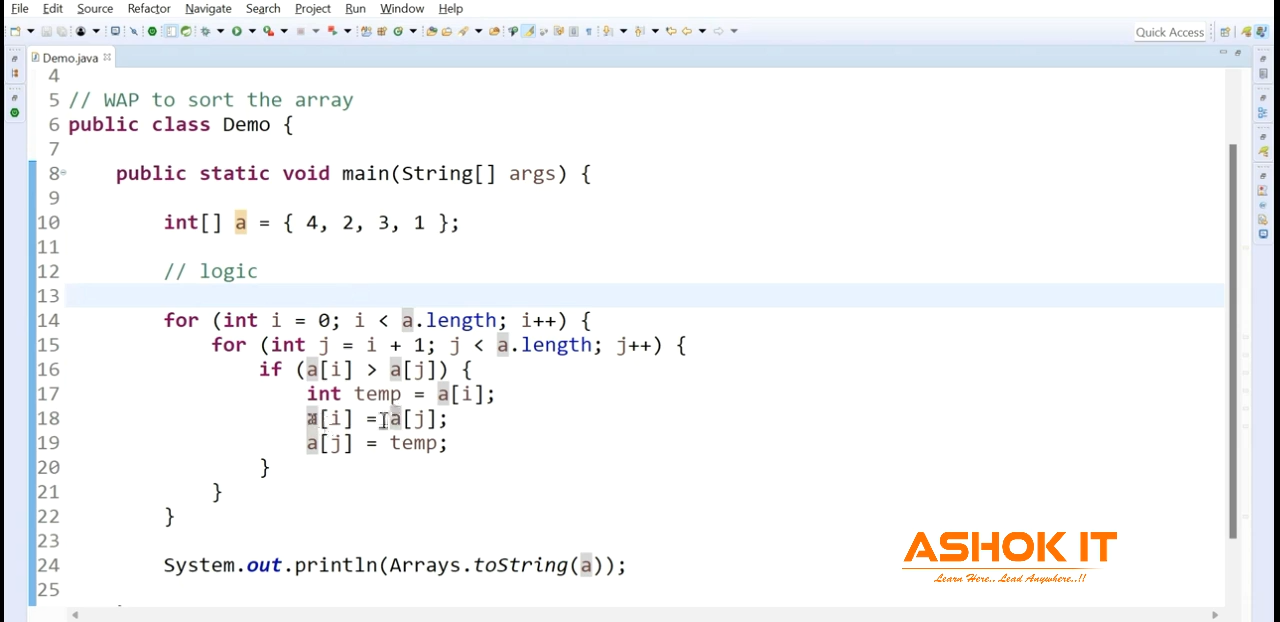 File Edit Source Refactor Navigate Search Project Run Window Help
Quick Access
Demo.java
4
5 // WAP to sort the array
6 public class Demo {
7
8 public static void main(String[] args) {
9
10 int[] a = { 4, 2, 3, 1 };
11
12 // logic
13
14 for (int i = 0; i < a.length; i++) {
15 for (int j = i + 1; j < a.length; j++) {
16 if (a[i] > a[j]) {
17 int temp = a[i];
18 a[i] = a[j];
19 a[j] = temp;
20 }
21 }
22 }
23
24 System.out.println(Arrays.toString(a));
25
ASHOK IT
Learn Here.. Lead Anywhere..!!